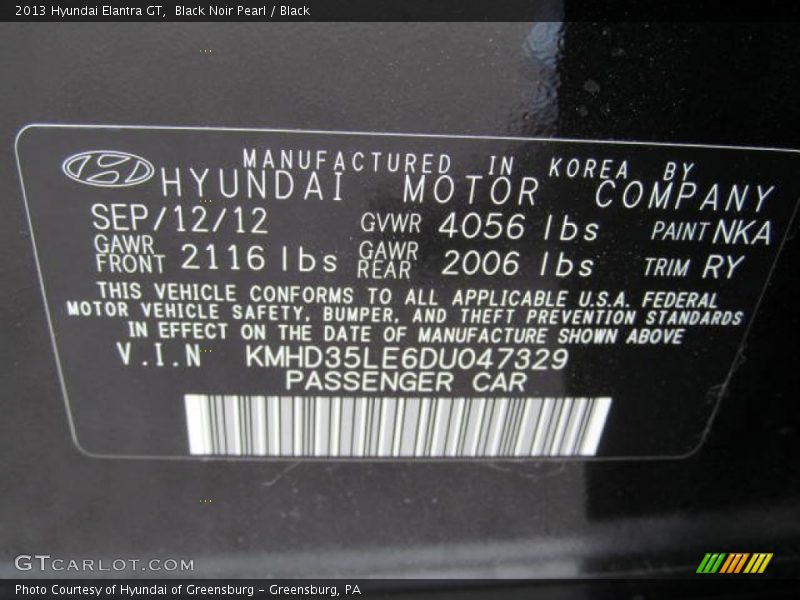 2013 Hyundai Elantra GT, Black Noir Pearl / Black
MANUFACTURED IN KOREA BY
HYUNDAI MOTOR COMPANY
SEP/12/12 GVWR 4056 lbs PAINT NKA
GAWR FRONT 2116 lbs GAWR REAR 2006 lbs TRIM RY
THIS VEHICLE CONFORMS TO ALL APPLICABLE U.S.A. FEDERAL
MOTOR VEHICLE SAFETY, BUMPER, AND THEFT PREVENTION STANDARDS
IN EFFECT ON THE DATE OF MANUFACTURE SHOWN ABOVE
V.I.N KMHD35LE6DU047329
PASSENGER CAR
GTCARLOT.COM
Photo Courtesy of Hyundai of Greensburg - Greensburg, PA